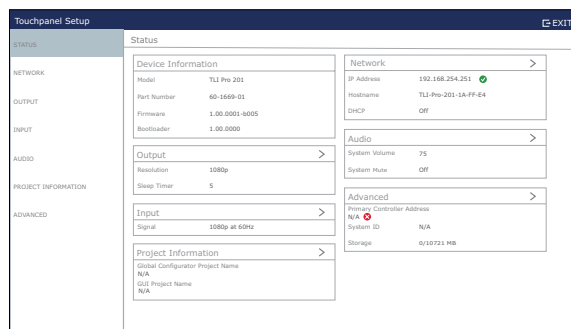 Touchpanel Setup
EXIT
STATUS
NETWORK
OUTPUT
INPUT
AUDIO
PROJECT INFORMATION
ADVANCED
Status
Device Information
Model TLI Pro 201
Part Number 60-1669-01
Firmware 1.00.0001-b005
Bootloader 1.00.0000
Output >
Resolution 1080p
Sleep Timer 5
Input >
Signal 1080p at 60Hz
Project Information >
Global Configurator Project Name
N/A
GUI Project Name
N/A
Network >
IP Address 192.168.254.251
Hostname TLI-Pro-201-1A-FF-E4
DHCP Off
Audio >
System Volume 75
System Mute Off
Advanced >
Primary Controller Address
N/A
System ID N/A
Storage 0/10721 MB